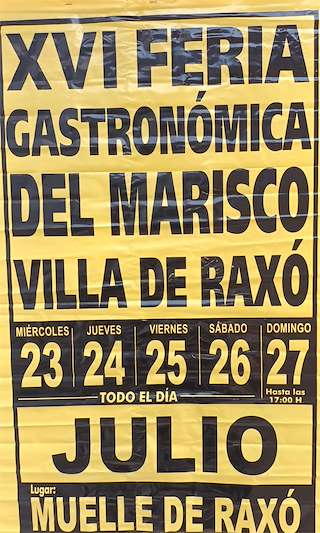 XVI FERIA
GASTRONÓMICA
DEL MARISCO
VILLA DE RAXÓ
MIÉRCOLES JUEVES VIERNES SÁBADO DOMINGO
23 24 25 26 27
TODO EL DÍA
Hasta las
17:00 H
JULIO
Lugar:
MUELLE DE RAXÓ